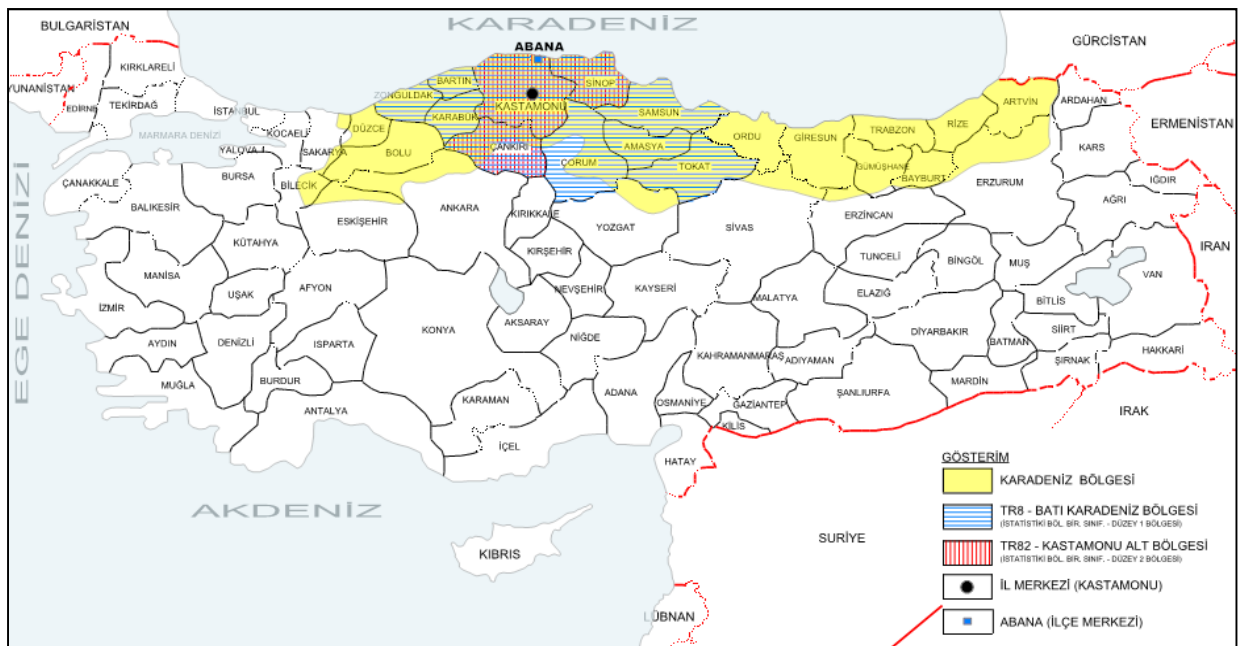 KARADENİZ
BULGARİSTAN
GÜRCİSTAN
ABANA
KIRKLARELİ
YUNANİSTAN
EDİRNE
TEKİRDAĞ
İSTANBUL
BARTIN
SİNOP
ZONGULDAK
KASTAMONU
KARABÜK
SAMSUN
ARTVİN
ARDAHAN
ERMENİSTAN
MARMARA DENİZİ
KOCAELİ
DÜZCE
SAKARYA
BOLU
ÇANKIRI
AMASYA
ORDU
GİRESUN
TRABZON
RİZE
KARS
YALOVA
ÇORUM
TOKAT
GÜMÜŞHANE
BAYBURT
ERZURUM
IĞDIR
ÇANAKKALE
BURSA
BİLECİK
BALIKESİR
ESKİŞEHİR
ANKARA
KIRIKKALE
YOZGAT
SİVAS
ERZİNCAN
AĞRI
İRAN
EGE DENİZİ
KÜTAHYA
KIRŞEHİR
TUNCELİ
BİNGÖL
MUŞ
VAN
MANİSA
UŞAK
AFYON
NEVŞEHİR
KAYSERİ
MALATYA
ELAZIĞ
BİTLİS
İZMİR
KONYA
AKSARAY
NİĞDE
DİYARBAKIR
BATMAN
SİİRT
AYDIN
DENİZLİ
ISPARTA
KAHRAMANMARAŞ
ADIYAMAN
ŞIRNAK
HAKKARİ
MUĞLA
BURDUR
ANTALYA
KARAMAN
ADANA
OSMANİYE
GAZİANTEP
ŞANLIURFA
MARDİN
KİLİS
İÇEL
HATAY
IRAK
AKDENİZ
KIBRIS
SURİYE
LÜBNAN
GÖSTERİM
KARADENİZ BÖLGESİ
TR8 - BATI KARADENİZ BÖLGESİ
(İSTATİSTİKİ BÖL. BİR. SINIF. - DÜZEY 1 BÖLGESİ)
TR82 - KASTAMONU ALT BÖLGESİ
(İSTATİSTİKİ BÖL. BİR. SINIF. - DÜZEY 2 BÖLGESİ)
İL MERKEZİ (KASTAMONU)
ABANA (İLÇE MERKEZİ)